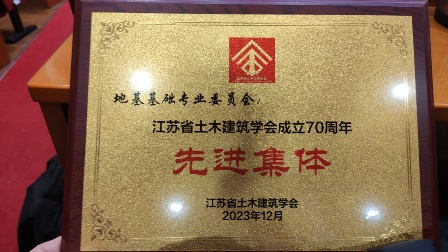 地基基础专业委员会：
江苏省土木建筑学会成立70周年
先进集体
江苏省土木建筑学会
2023年12月